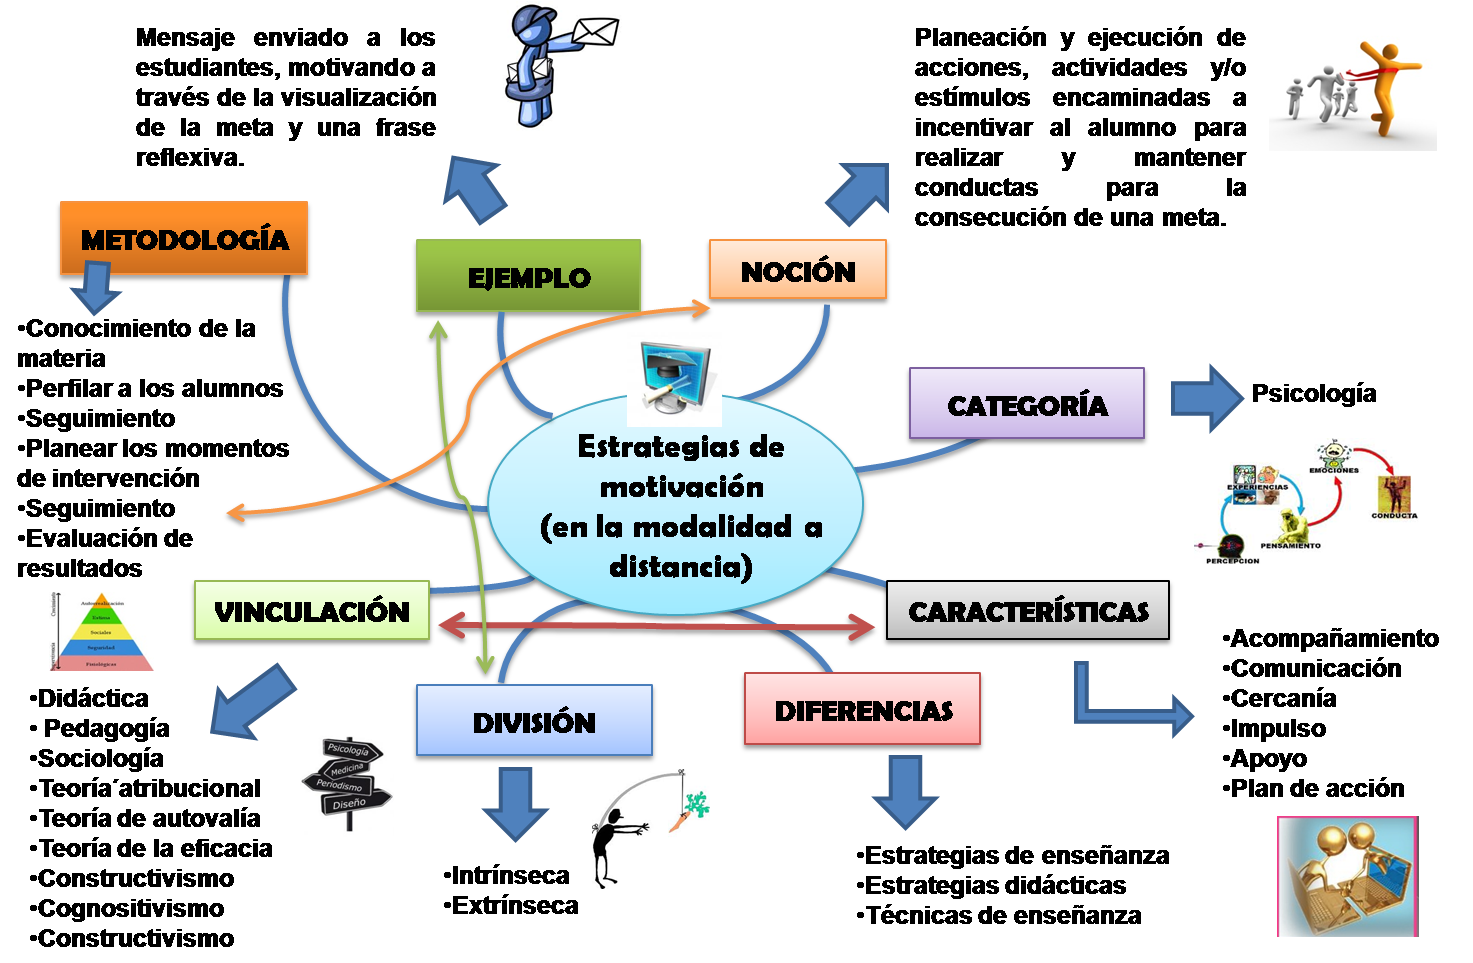 Mensaje enviado a los
estudiantes, motivando a
través de la visualización
de la meta y una frase
reflexiva.
Planeación y ejecución de
acciones, actividades y/o
estímulos encaminadas a
incentivar al alumno para
realizar y mantener
conductas para la
consecución de una meta.
METODOLOGÍA
EJEMPLO
NOCIÓN
•Conocimiento de la
materia
•Perfilar a los alumnos
•Seguimiento
•Planear los momentos
de intervención
•Seguimiento
•Evaluación de
resultados
CATEGORÍA
Psicología
EMOCIONES
EXPERIENCIAS
CONDUCTA
PENSAMIENTO
PERCEPCION
Estrategias de
motivación
(en la modalidad a
distancia)
VINCULACIÓN
CARACTERÍSTICAS
Autorrealización
Estima
Sociales
Seguridad
Fisiológicas
•Didáctica
• Pedagogía
•Sociología
•Teoría´atribucional
•Teoría de autovalía
•Teoría de la eficacia
•Constructivismo
•Cognositivismo
•Constructivismo
Psicología
Medicina
Periodismo
Diseño
DIVISIÓN
•Intrínseca
•Extrínseca
DIFERENCIAS
•Estrategias de enseñanza
•Estrategias didácticas
•Técnicas de enseñanza
•Acompañamiento
•Comunicación
•Cercanía
•Impulso
•Apoyo
•Plan de acción